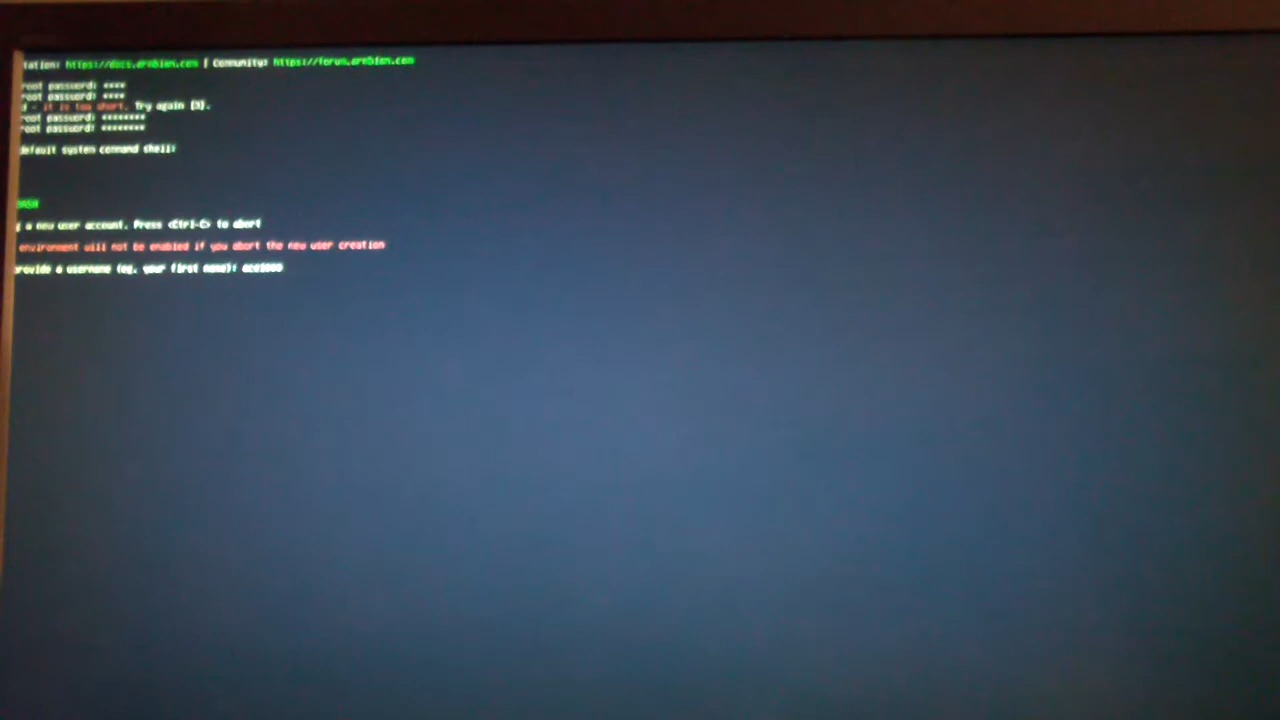 tation: https://docs.armbian.com | Community: https://forum.armbian.com
root password: ****
root password: ****
d - it is too short. Try again [3].
root password: ********
root password: ********
default system command shell:
BASH
g a new user account. Press <Ctrl-C> to abort
environment will not be enabled if you abort the new user creation
provide a username (eg. your first name):